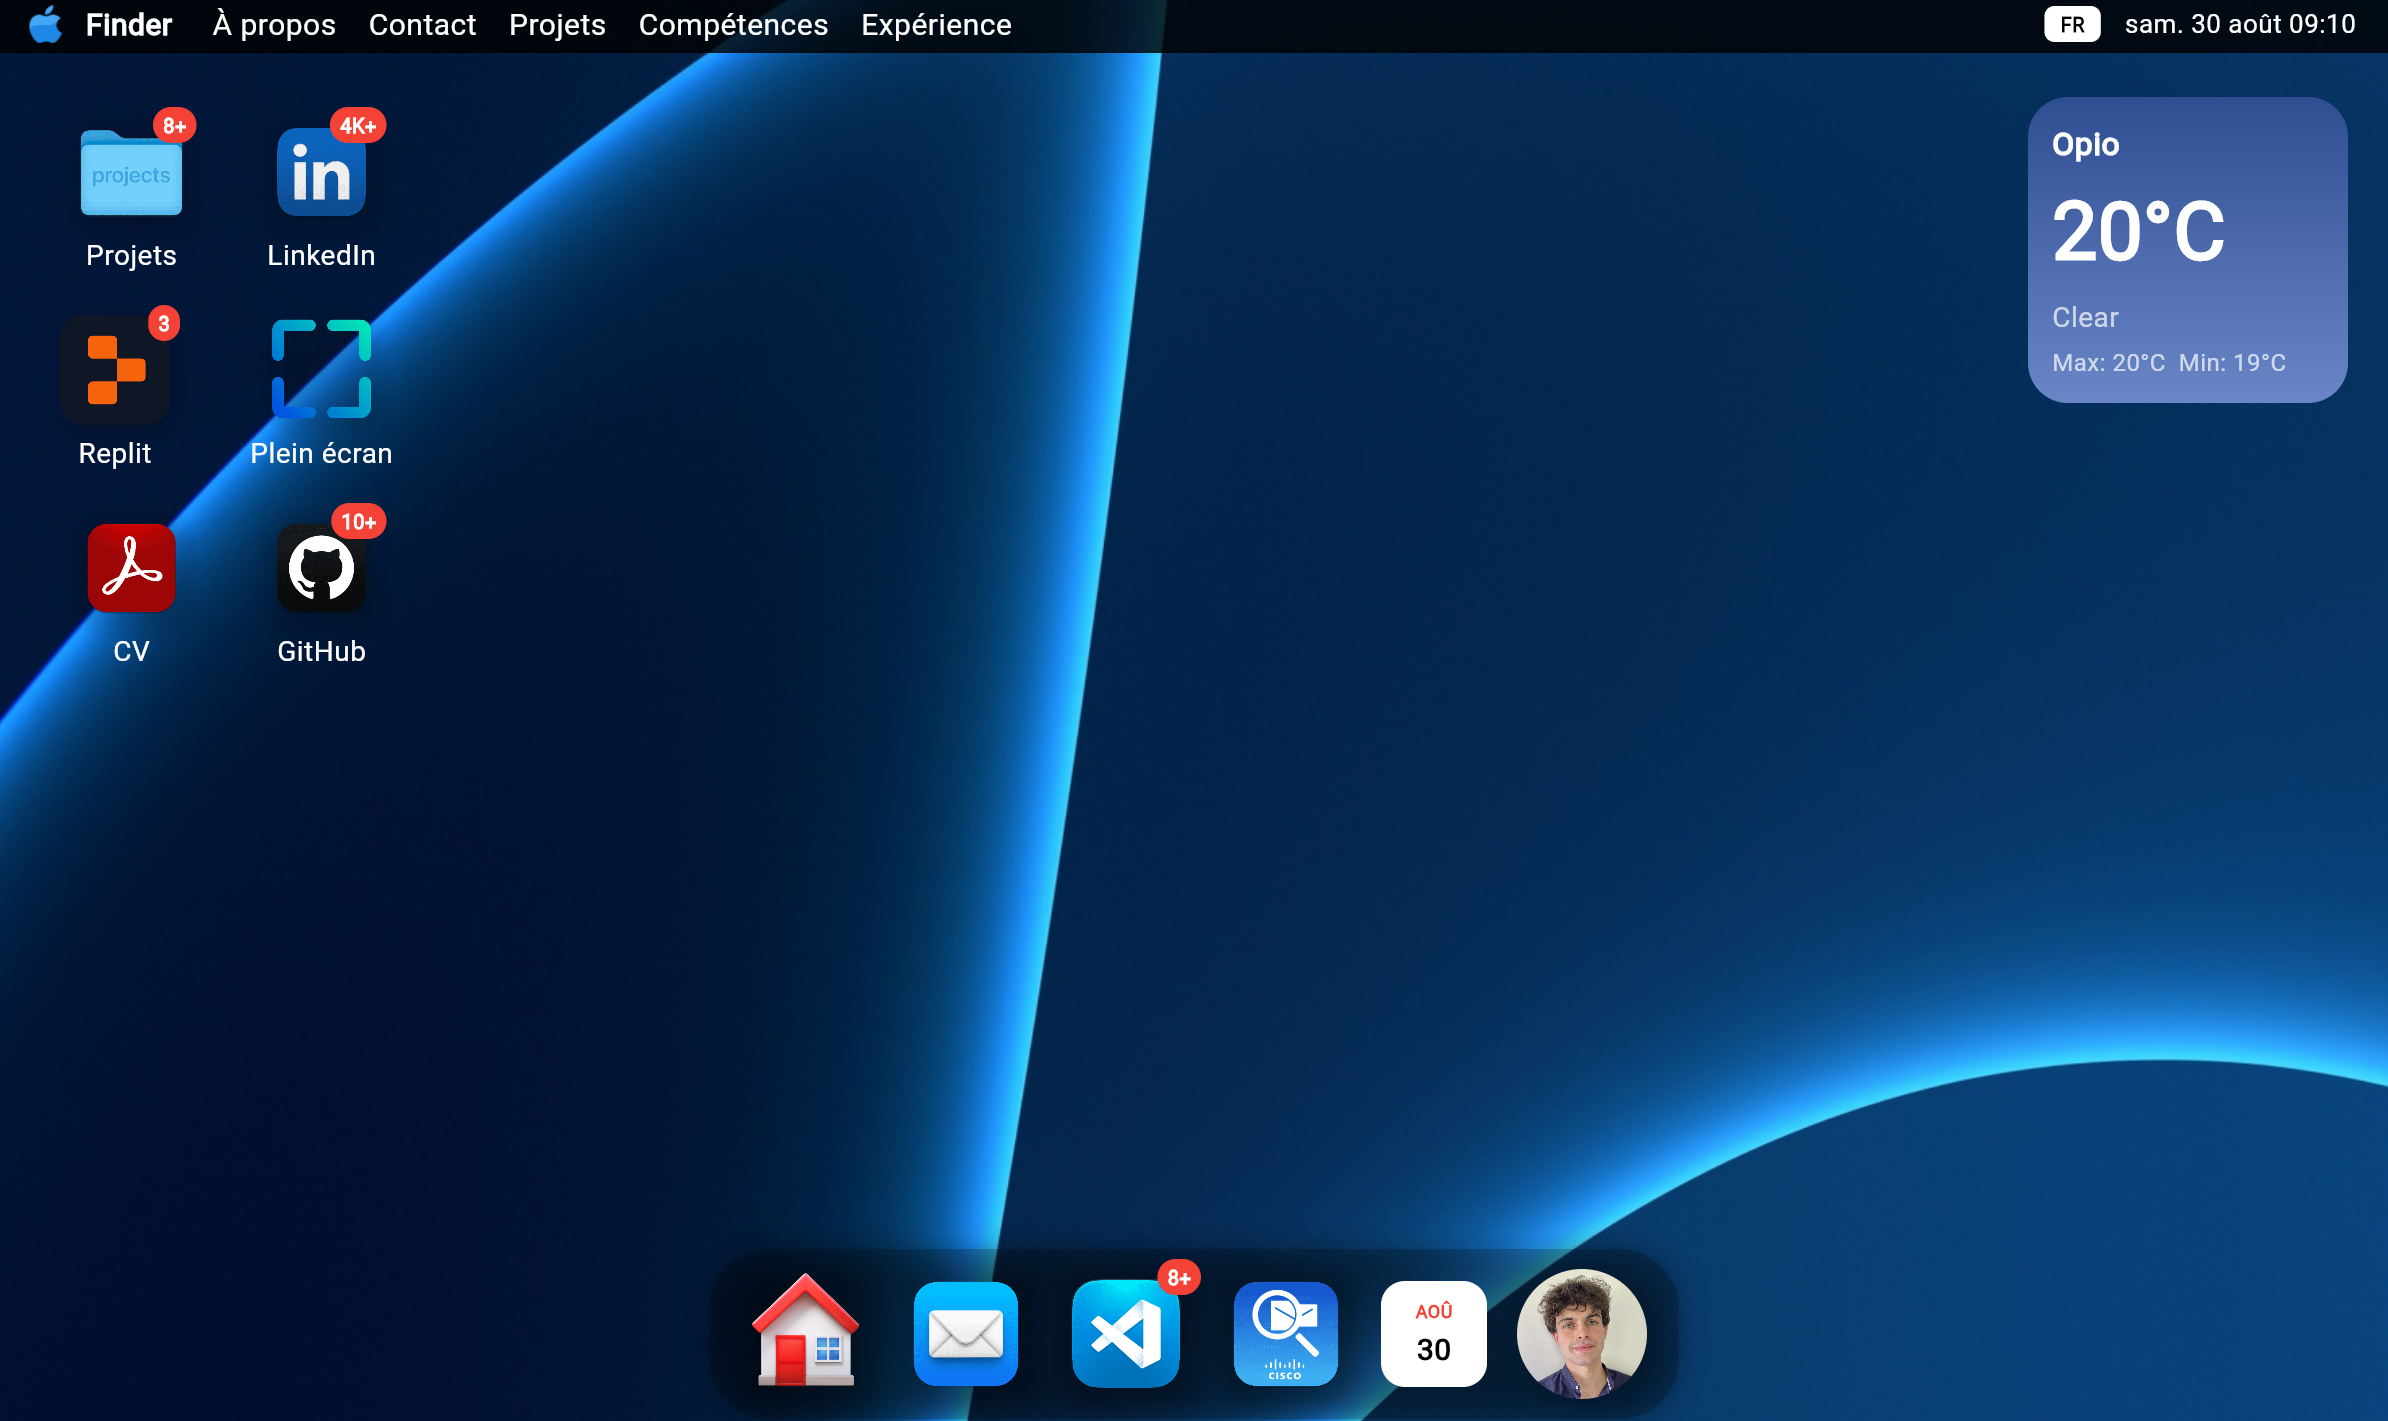 Finder À propos Contact Projets Compétences Expérience FR sam. 30 août 09:10
8+ 4K+
projects in
Projets LinkedIn
3
Replit Plein écran
10+
CV GitHub
Opio
20°C
Clear
Max: 20°C Min: 19°C
8+
AOÛ
30
CISCO